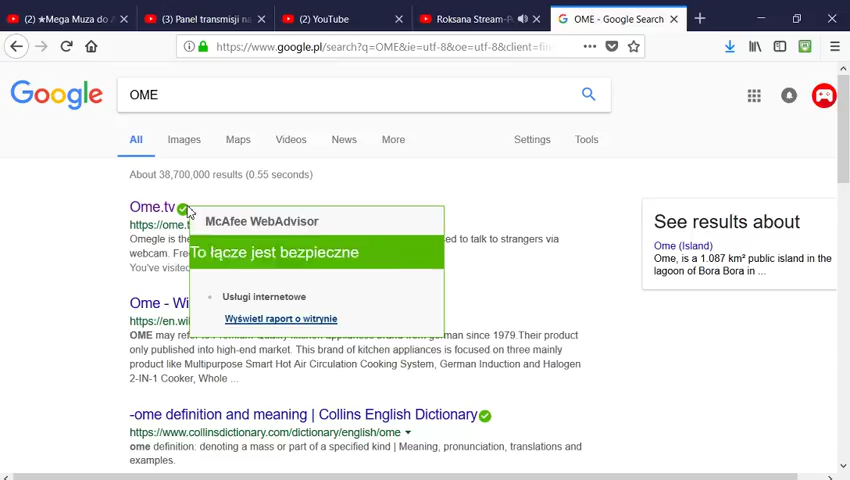 (2) ★Mega Muza do A
(3) Panel transmisji na
(2) YouTube
Roksana Stream-P
OME - Google Search
https://www.google.pl/search?q=OME&ie=utf-8&oe=utf-8&client=fir
Google
OME
All
Images
Maps
Videos
News
More
Settings
Tools
About 38,700,000 results (0.55 seconds)
Ome.tv
https://ome.t
Omegle is the
ed to talk to strangers via
webcam. Fre
You've visited
McAfee WebAdvisor
To łącze jest bezpieczne
Usługi internetowe
Wyświetl raport o witrynie
See results about
Ome (Island)
Ome, is a 1.087 km² public island in the
lagoon of Bora Bora in ...
Ome - Wi
https://en.wi
OME may
german since 1979.Their product
only published into high-end market. This brand of kitchen appliances is focused on three mainly
product like Multipurpose Smart Hot Air Circulation Cooking System, German Induction and Halogen
2-IN-1 Cooker, Whole ...
-ome definition and meaning | Collins English Dictionary
https://www.collinsdictionary.com/dictionary/english/ome
ome definition: denoting a mass or part of a specified kind | Meaning, pronunciation, translations and
examples.